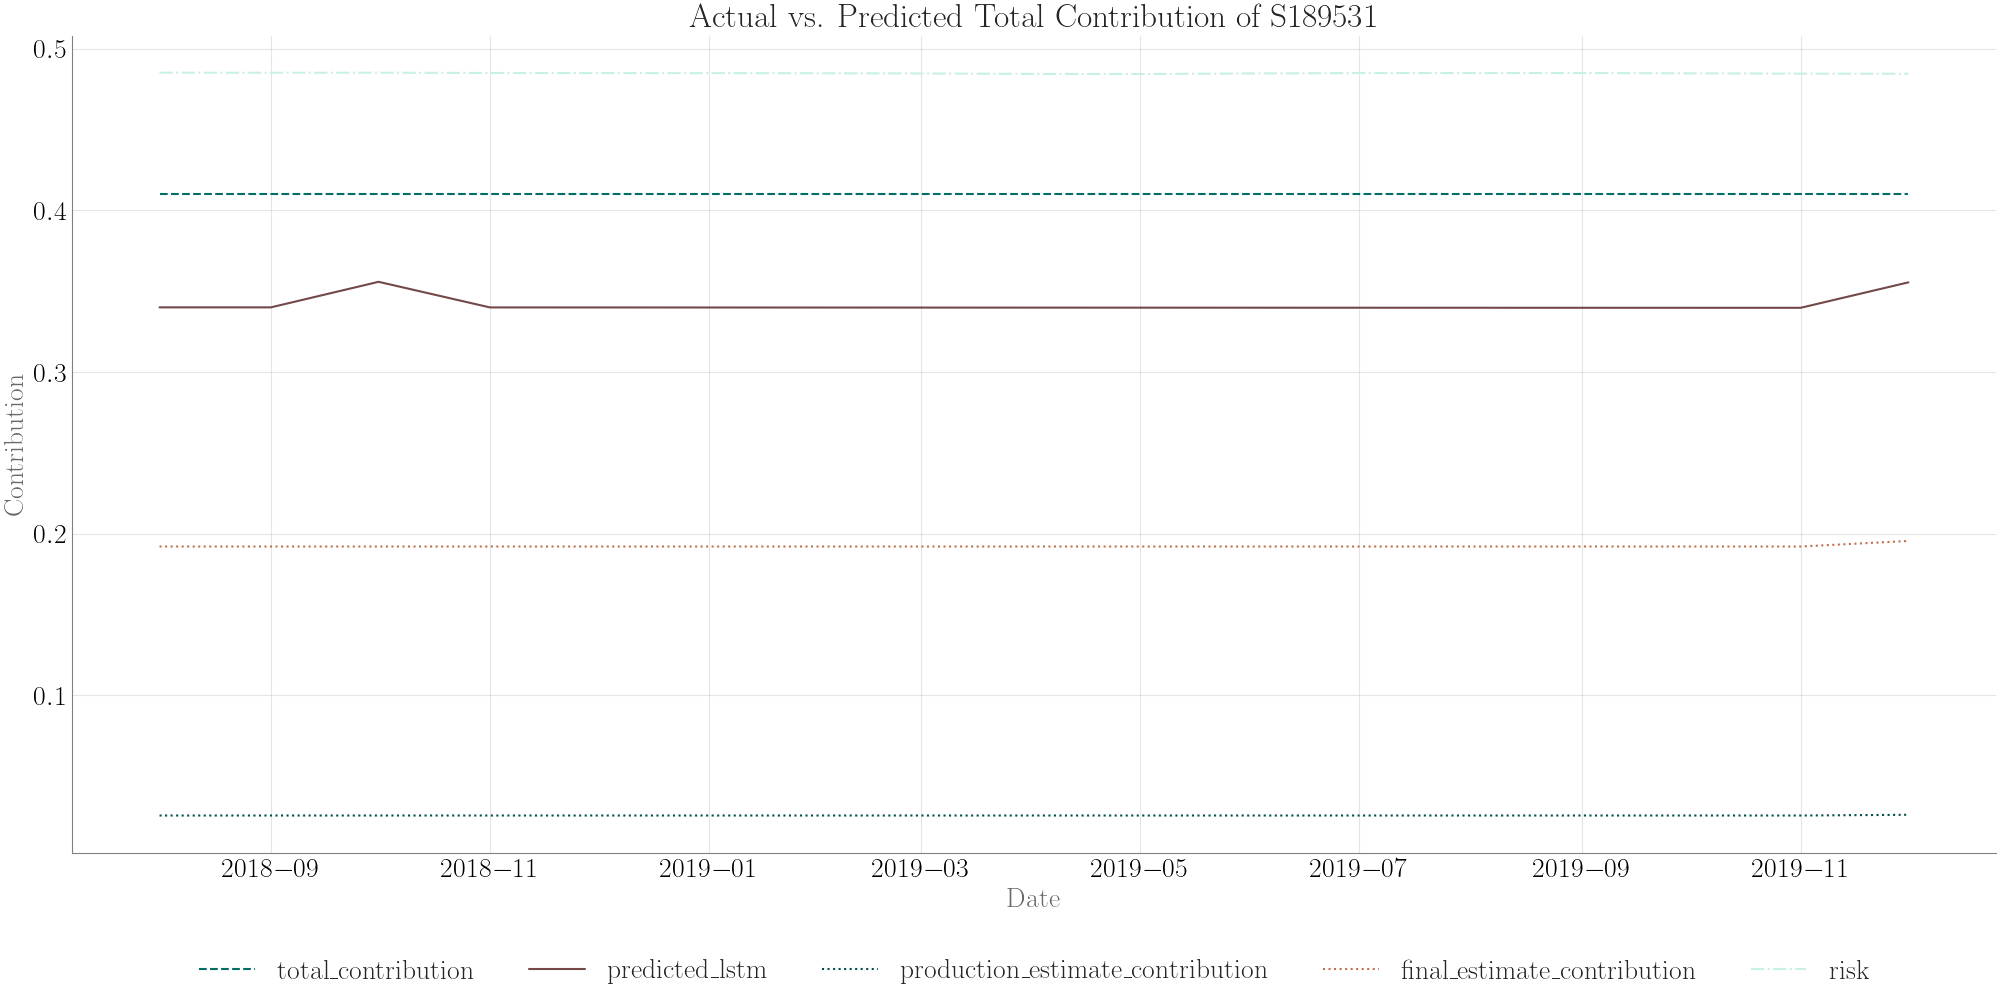 Actual vs. Predicted Total Contribution of S189531
Contribution
0.5
0.4
0.3
0.2
0.1
2018–09 2018–11 2019–01 2019–03 2019–05 2019–07 2019–09 2019–11
Date
total_contribution predicted_lstm production_estimate_contribution final_estimate_contribution risk